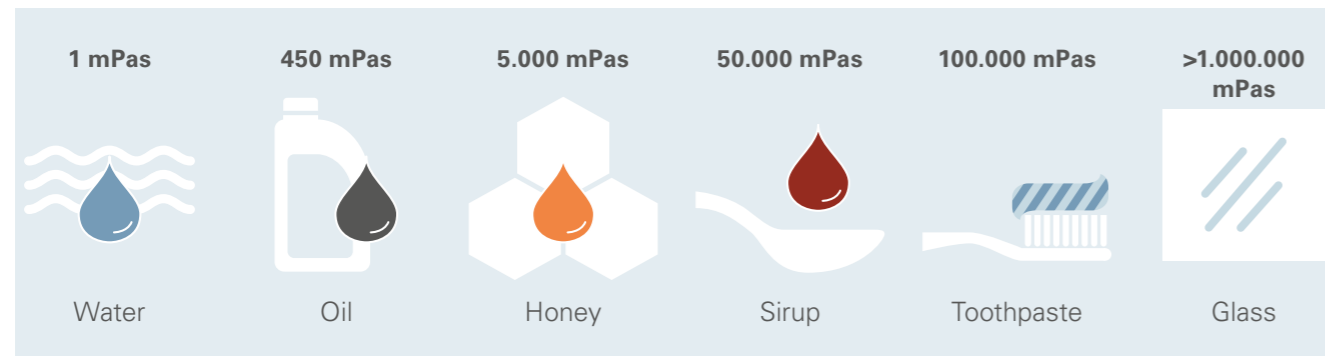 1 mPas
450 mPas
5.000 mPas
50.000 mPas
100.000 mPas
>1.000.000
mPas
Water
Oil
Honey
Sirup
Toothpaste
Glass